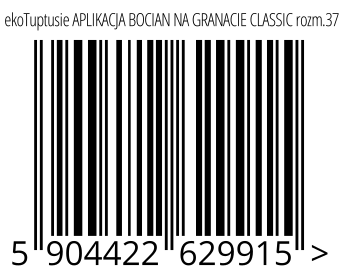 ekoTuptusie APLIKACJA BOCIAN NA GRANACIE CLASSIC rozm.37
5 904422 629915 >